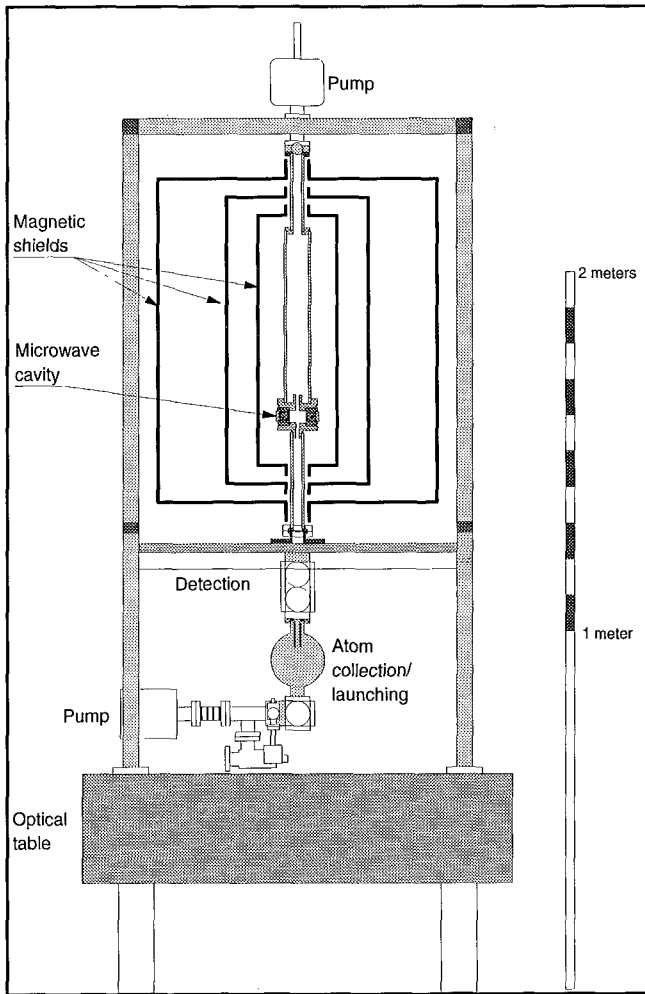 Pump
Magnetic
shields
2 meters
Microwave
cavity
Detection
1 meter
Atom
collection/
launching
Pump
Optical
table